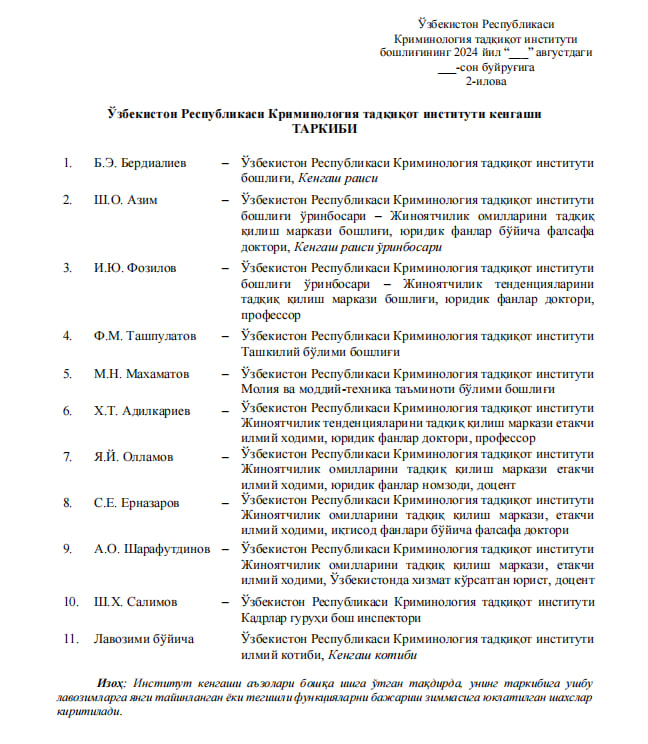 Ўзбекистон Республикаси
Криминология тадқиқот институти
бошлиғининг 2024 йил “___” августдаги
___-сон буйруғига
2-илова
Ўзбекистон Республикаси Криминология тадқиқот институти кенгаши
ТАРКИБИ
1. Б.Э. Бердиалиев – Ўзбекистон Республикаси Криминология тадқиқот институти
бошлиғи, Кенгаш раиси
2. Ш.О. Азим – Ўзбекистон Республикаси Криминология тадқиқот институти
бошлиғи ўринбосари – Жиноятчилик омилларини тадқиқ
қилиш маркази бошлиғи, юридик фанлар бўйича фалсафа
доктори, Кенгаш раиси ўринбосари
3. И.Ю. Фозилов – Ўзбекистон Республикаси Криминология тадқиқот институти
бошлиғи ўринбосари – Жиноятчилик тенденцияларини
тадқиқ қилиш маркази бошлиғи, юридик фанлар доктори,
профессор
4. Ф.М. Ташпулатов – Ўзбекистон Республикаси Криминология тадқиқот институти
Ташкилий бўлими бошлиғи
5. М.Н. Махаматов – Ўзбекистон Республикаси Криминология тадқиқот институти
Молия ва моддий-техника таъминоти бўлими бошлиғи
6. Х.Т. Адилкариев – Ўзбекистон Республикаси Криминология тадқиқот институти
Жиноятчилик тенденцияларини тадқиқ қилиш маркази етакчи
илмий ходими, юридик фанлар доктори, профессор
7. Я.Й. Олламов – Ўзбекистон Республикаси Криминология тадқиқот институти
Жиноятчилик омилларини тадқиқ қилиш маркази етакчи
илмий ходими, юридик фанлар номзоди, доцент
8. С.Е. Ерназаров – Ўзбекистон Республикаси Криминология тадқиқот институти
Жиноятчилик омилларини тадқиқ қилиш маркази, етакчи
илмий ходими, иқтисод фанлари бўйича фалсафа доктори
9. А.О. Шарафутдинов – Ўзбекистон Республикаси Криминология тадқиқот институти
Жиноятчилик омилларини тадқиқ қилиш маркази, етакчи
илмий ходими, Ўзбекистонда хизмат кўрсатган юрист, доцент
10. Ш.Х. Салимов – Ўзбекистон Республикаси Криминология тадқиқот институти
Кадрлар гуруҳи бош инспектори
11. Лавозими бўйича Ўзбекистон Республикаси Криминология тадқиқот институти
илмий котиби, Кенгаш котиби
Изоҳ: Институт кенгаши аъзолари бошқа ишга ўтган тақдирда, унинг таркибига ушбу
лавозимларга янги тайинланган ёки тегишли функцияларни бажариш зиммасига юклатилган шахслар
киритилади.